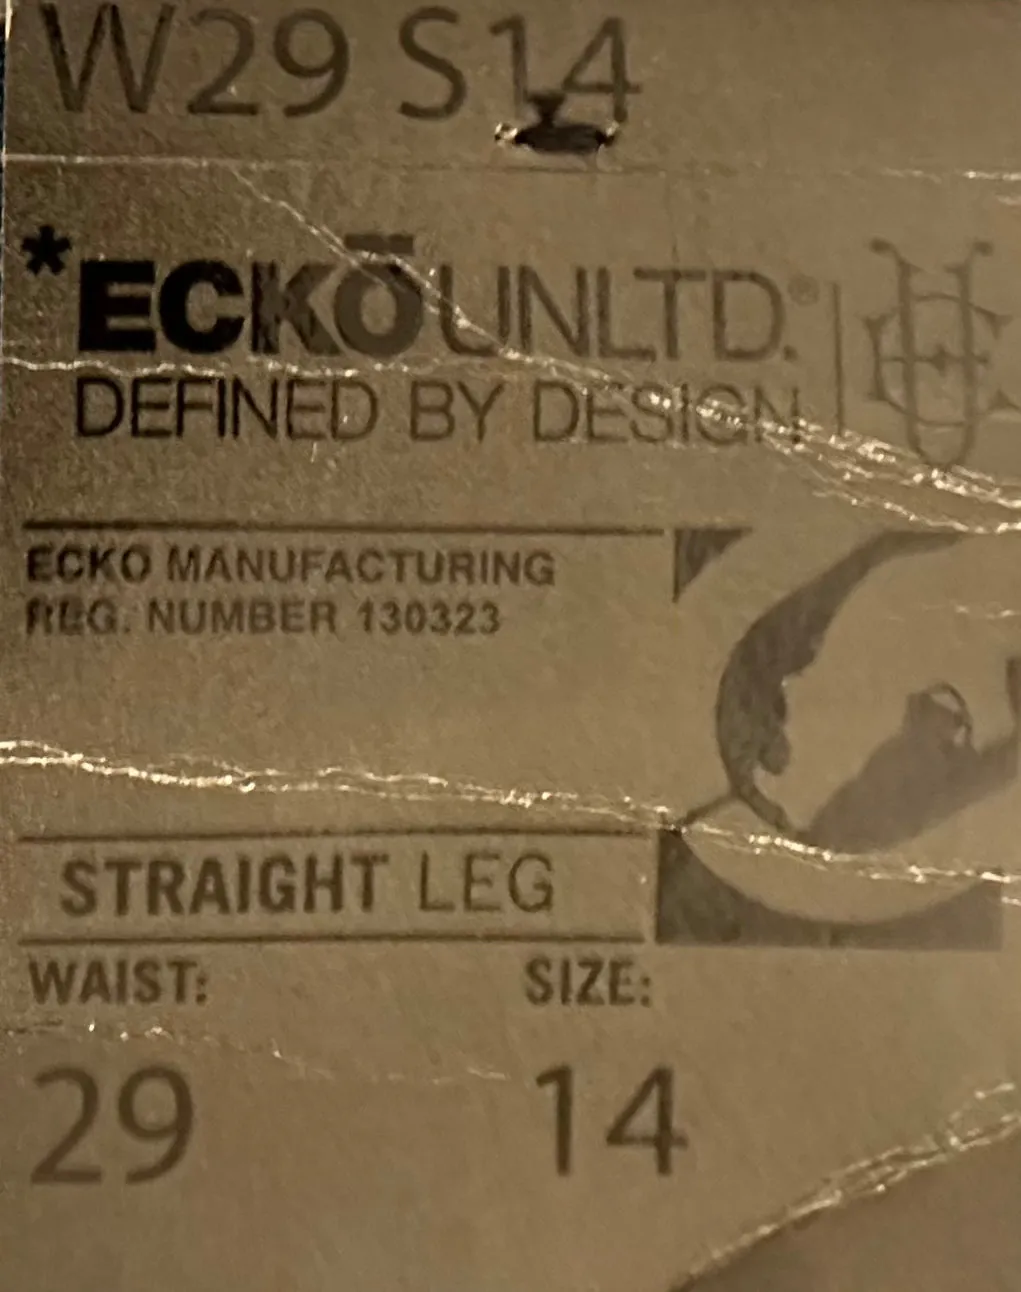 W29 S14
*ECKŌ UNLTD.®
DEFINED BY DESIGN
ECKO MANUFACTURING
REG. NUMBER 130323
STRAIGHT LEG
WAIST: SIZE:
29 14